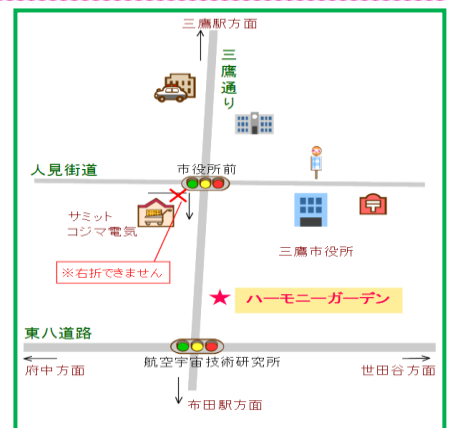 三鷹駅方面
三鷹通り
人見街道
市役所前
サミット
コジマ電気
三鷹市役所
※右折できません
★ ハーモニーガーデン
東八道路
航空宇宙技術研究所
府中方面
世田谷方面
布田駅方面